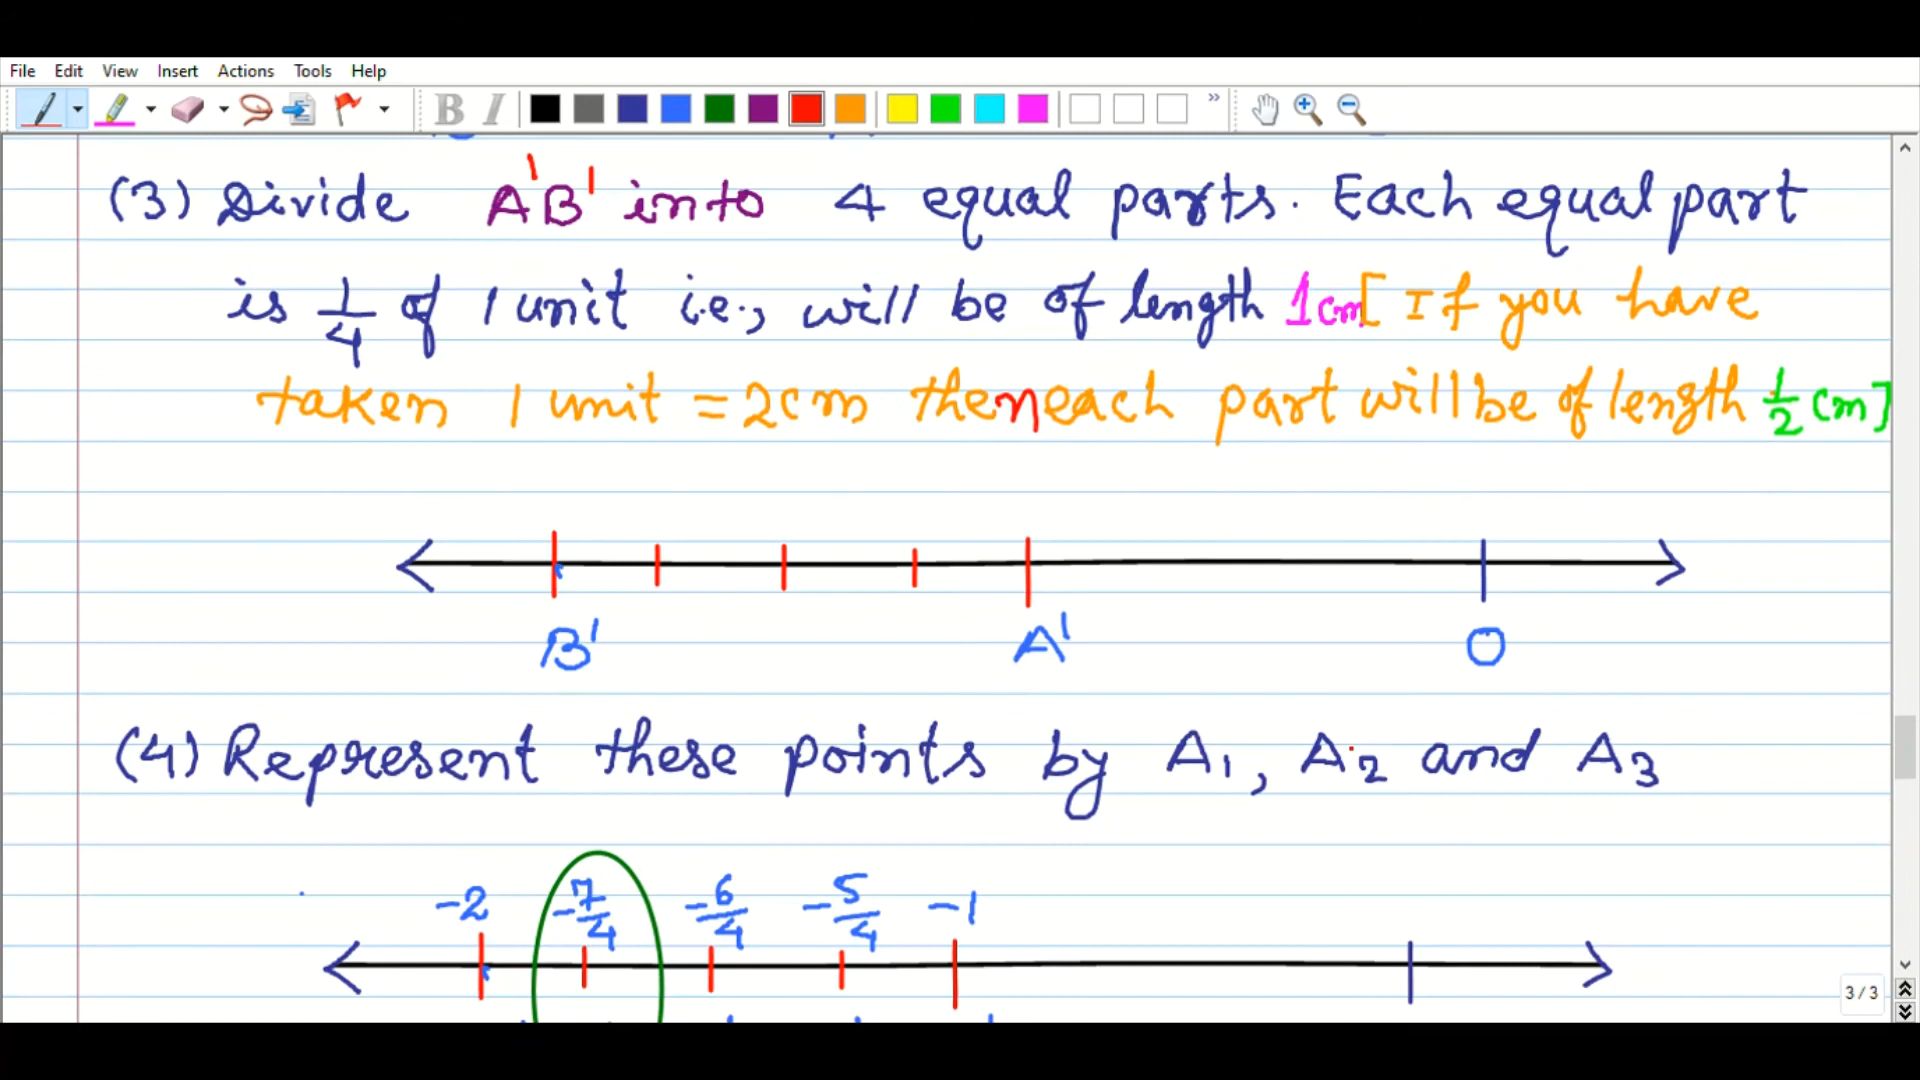 File Edit View Insert Actions Tools Help
B I
(3) Divide A'B' into 4 equal parts. Each equal part
is 1/4 of 1 unit i.e., will be of length 1cm [ If you have
taken 1 unit = 2cm then each part will be of length 1/2 cm]
B' A' O
(4) Represent these points by A₁, A₂ and A₃
-2 -7/4 -6/4 -5/4 -1
3 / 3